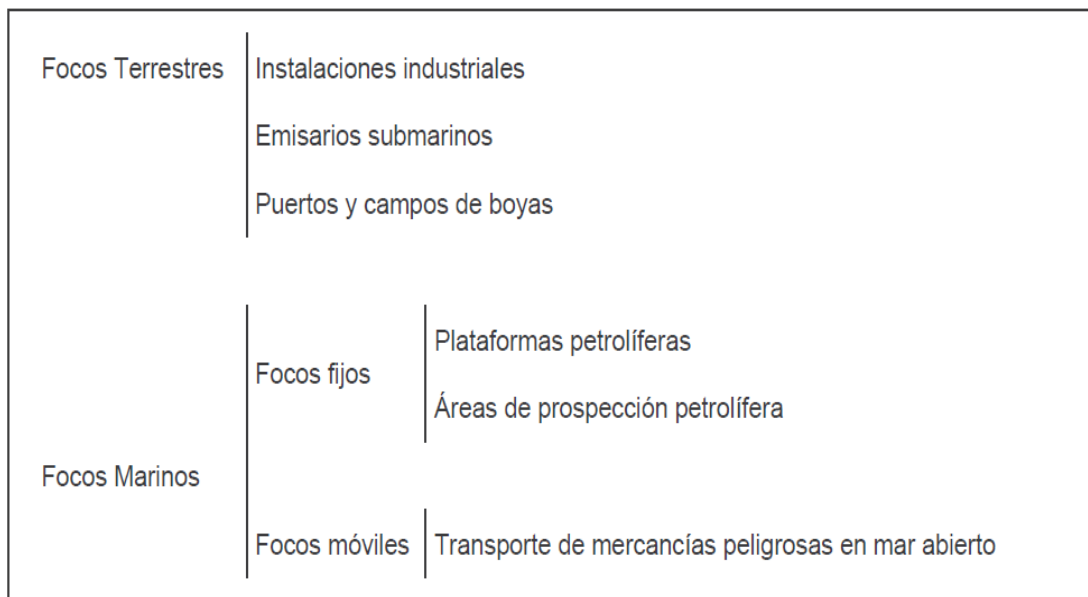 Focos Terrestres
Instalaciones industriales
Emisarios submarinos
Puertos y campos de boyas
Focos Marinos
Focos fijos
Plataformas petrolíferas
Áreas de prospección petrolífera
Focos móviles
Transporte de mercancías peligrosas en mar abierto